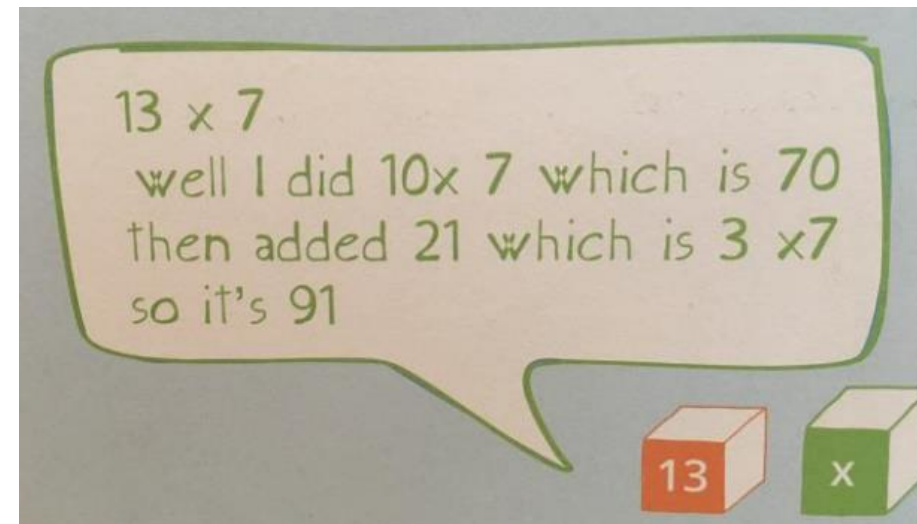 13 x 7
well I did 10x 7 which is 70
then added 21 which is 3 x7
so it's 91
13 x